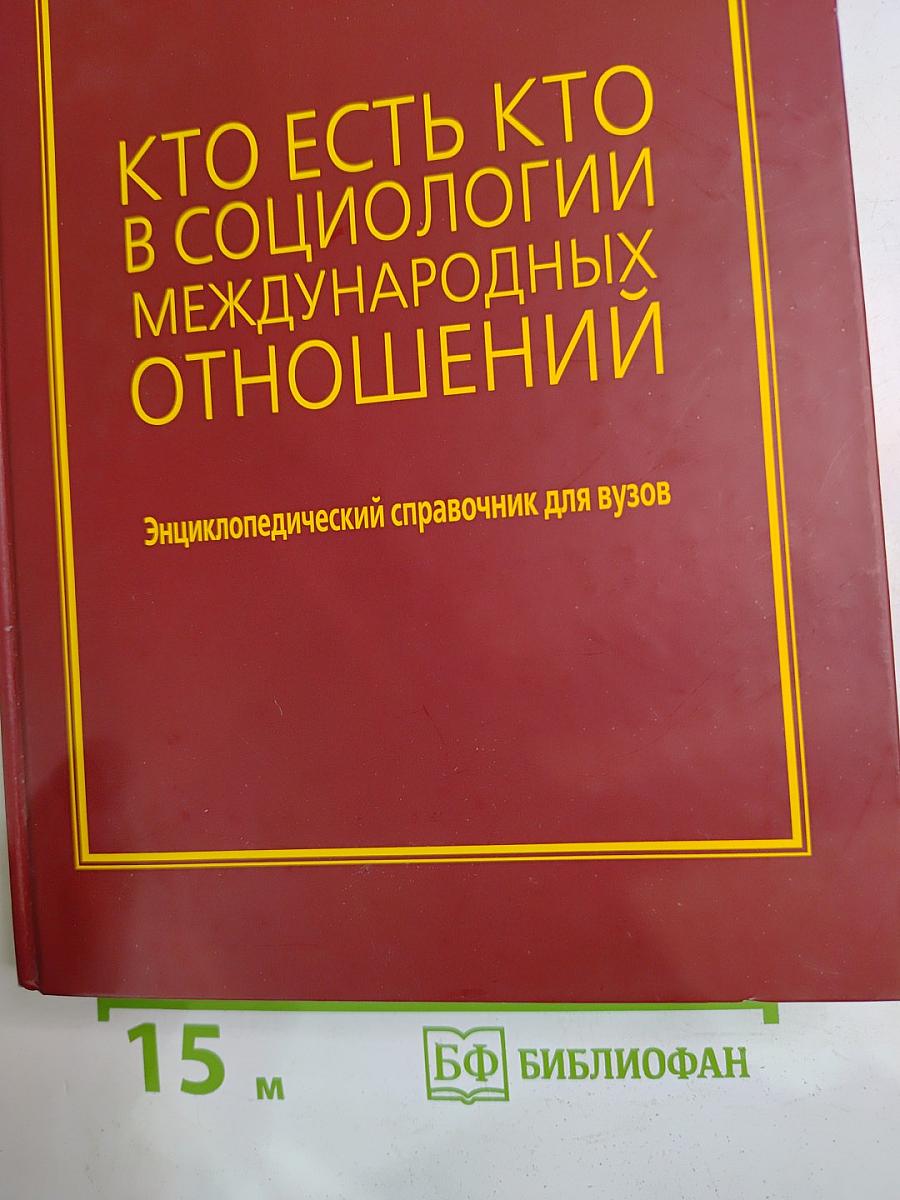 КТО ЕСТЬ КТО
В СОЦИОЛОГИИ
МЕЖДУНАРОДНЫХ
ОТНОШЕНИЙ
Энциклопедический справочник для вузов
15 м
БФ БИБЛИОФАН